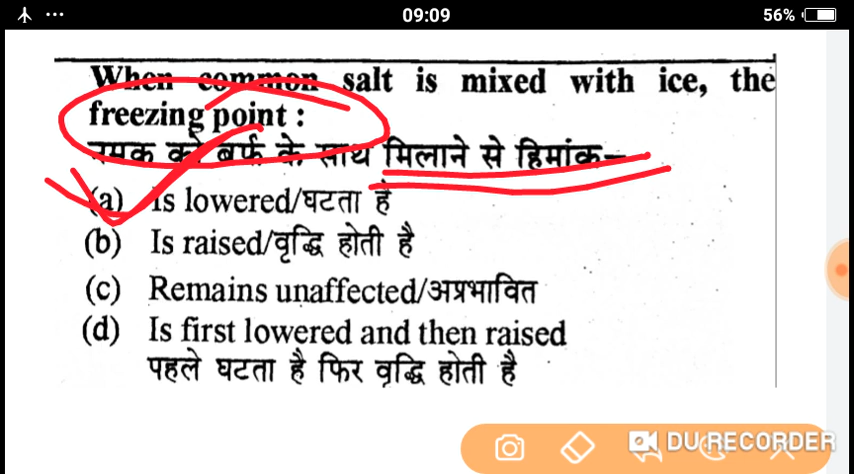 09:09
56%
When common salt is mixed with ice, the
freezing point :
नमक को बर्फ के साथ मिलाने से हिमांक–
(a) Is lowered/घटता है
(b) Is raised/वृद्धि होती है
(c) Remains unaffected/अप्रभावित
(d) Is first lowered and then raised
पहले घटता है फिर वृद्धि होती है
DU RECORDER